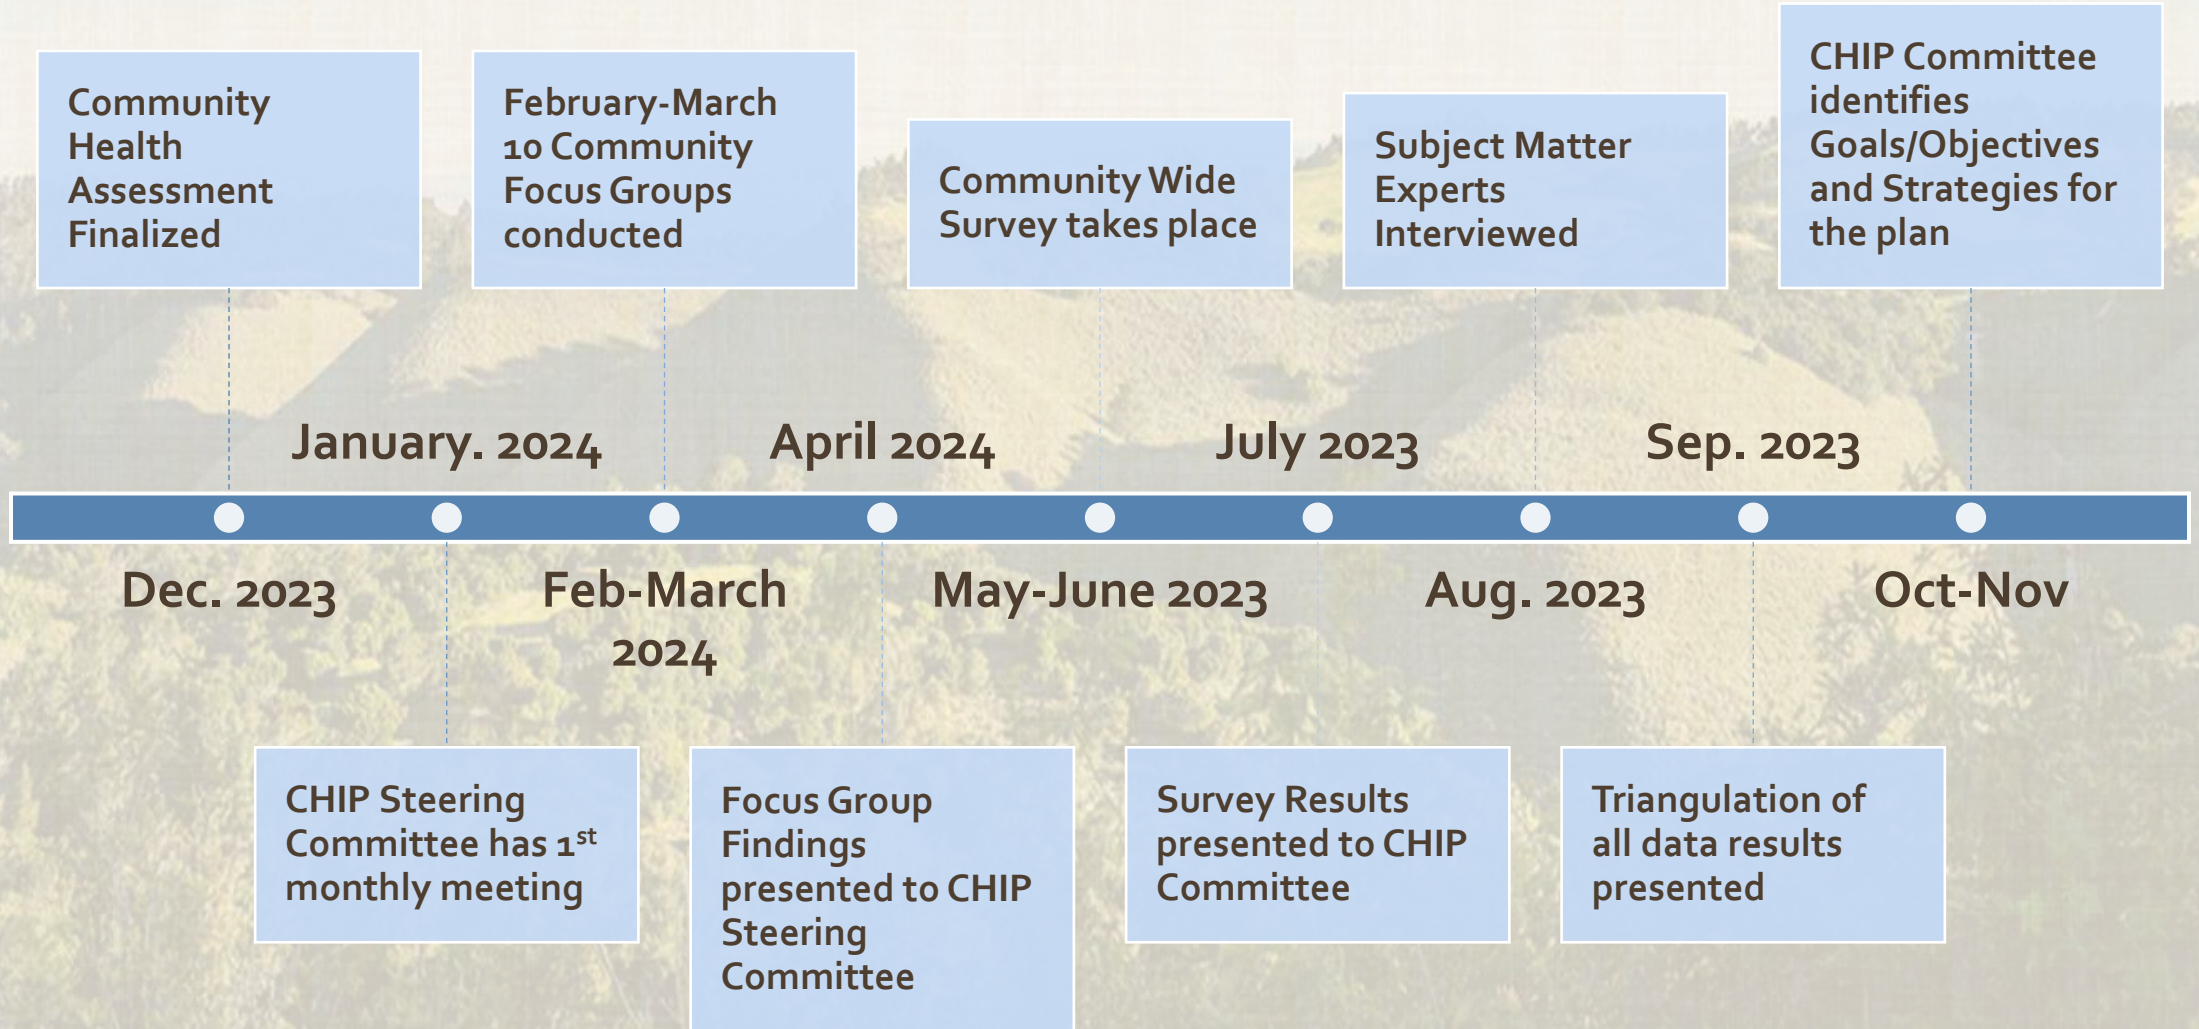 Community
Health
Assessment
Finalized
February-March
10 Community
Focus Groups
conducted
Community Wide
Survey takes place
Subject Matter
Experts
Interviewed
CHIP Committee
identifies
Goals/Objectives
and Strategies for
the plan
January. 2024
April 2024
July 2023
Sep. 2023
Dec. 2023
Feb-March
2024
May-June 2023
Aug. 2023
Oct-Nov
CHIP Steering
Committee has 1st
monthly meeting
Focus Group
Findings
presented to CHIP
Steering
Committee
Survey Results
presented to CHIP
Committee
Triangulation of
all data results
presented